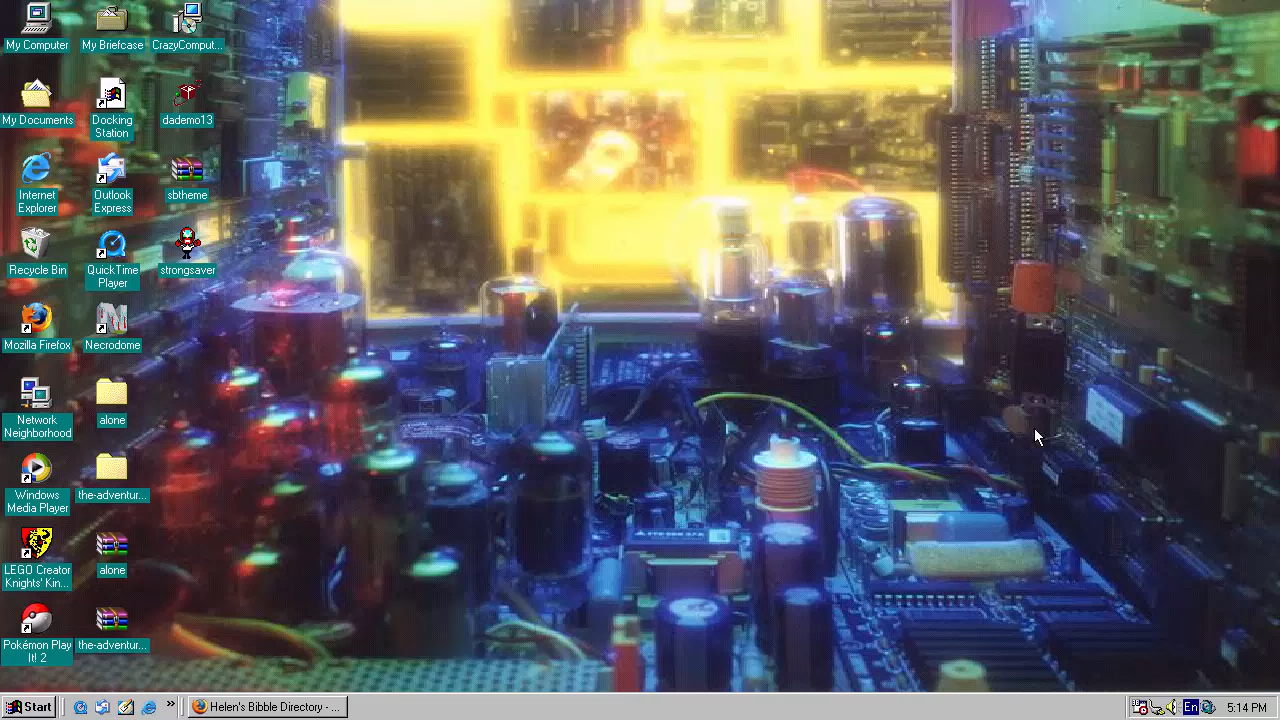 My Computer
My Briefcase
CrazyComput...
My Documents
Docking
Station
dademo13
Internet
Explorer
Outlook
Express
sbtheme
Recycle Bin
QuickTime
Player
strongsaver
Mozilla Firefox
Necrodome
Network
Neighborhood
alone
Windows
Media Player
the-adventur...
LEGO Creator
Knights' Kin...
alone
Pokémon Play
It! 2
the-adventur...
Start
»
Helen's Bibble Directory - ...
En
5:14 PM